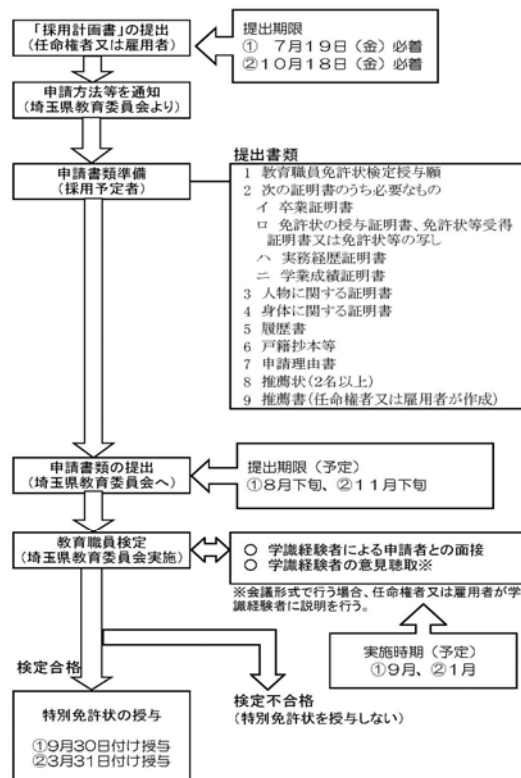 「採用計画書」の提出
(任命権者又は雇用者)
提出期限
① 7月19日(金)必着
②10月18日(金)必着
申請方法等を通知
(埼玉県教育委員会より)
申請書類準備
(採用予定者)
提出書類
1 教育職員免許状検定授与願
2 次の証明書のうち必要なもの
イ 卒業証明書
ロ 免許状の授与証明書、免許状等受得
証明書又は免許状等の写し
ハ 実務経歴証明書
ニ 学業成績証明書
3 人物に関する証明書
4 身体に関する証明書
5 履歴書
6 戸籍抄本等
7 申請理由書
8 推薦状(2名以上)
9 推薦書(任命権者又は雇用者が作成)
申請書類の提出
(埼玉県教育委員会へ)
提出期限(予定)
①8月下旬、②11月下旬
教育職員検定
(埼玉県教育委員会実施)
○ 学識経験者による申請者との面接
○ 学識経験者の意見聴取※
※会議形式で行う場合、任命権者又は雇用者が学
識経験者に説明を行う。
実施時期(予定)
①9月、②1月
検定合格
検定不合格
(特別免許状を授与しない)
特別免許状の授与
①9月30日付け授与
②3月31日付け授与